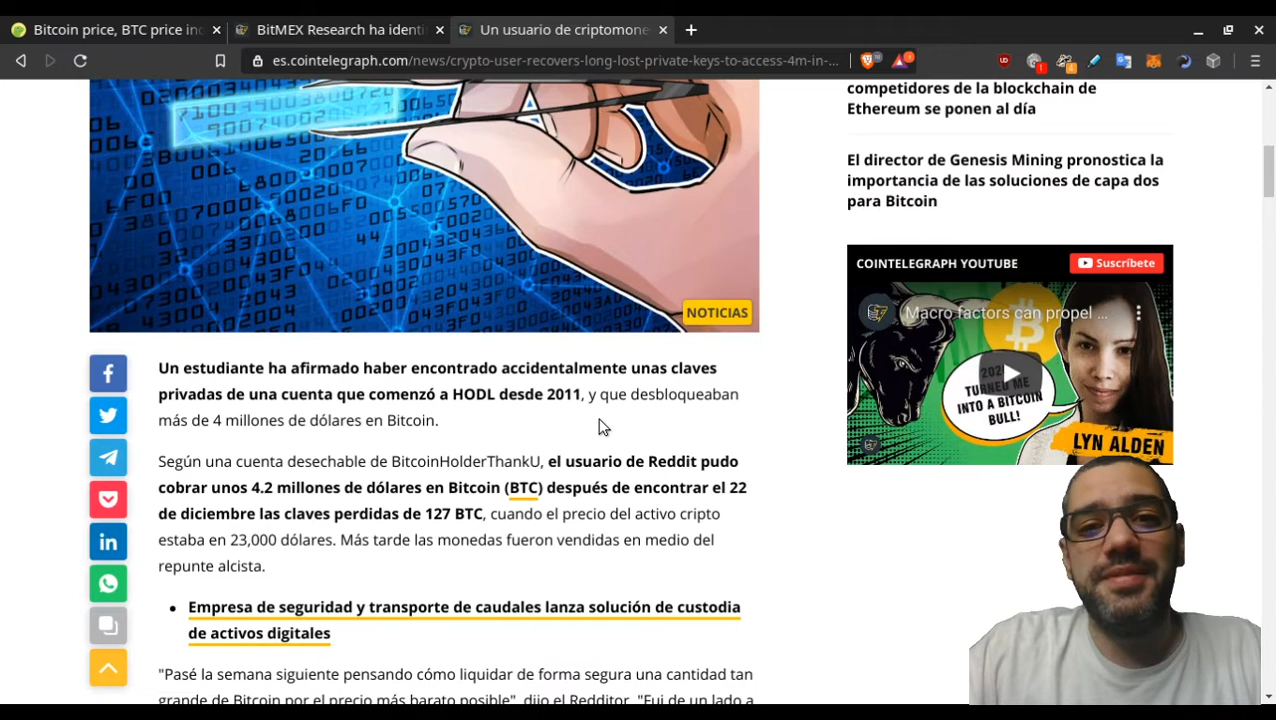 Bitcoin price, BTC price in
BitMEX Research ha identi
Un usuario de criptomone
es.cointelegraph.com/news/crypto-user-recovers-long-lost-private-keys-to-access-4m-in-...
competidores de la blockchain de
Ethereum se ponen al día
El director de Genesis Mining pronostica la
importancia de las soluciones de capa dos
para Bitcoin
COINTELEGRAPH YOUTUBE
Suscríbete
Macro factors can propel ...
TURNED ME
INTO A BITCOIN
BULL!
LYN ALDEN
NOTICIAS
Un estudiante ha afirmado haber encontrado accidentalmente unas claves
privadas de una cuenta que comenzó a HODL desde 2011, y que desbloqueaban
más de 4 millones de dólares en Bitcoin.
Según una cuenta desechable de BitcoinHolderThankU, el usuario de Reddit pudo
cobrar unos 4.2 millones de dólares en Bitcoin (BTC) después de encontrar el 22
de diciembre las claves perdidas de 127 BTC, cuando el precio del activo cripto
estaba en 23,000 dólares. Más tarde las monedas fueron vendidas en medio del
repunte alcista.
Empresa de seguridad y transporte de caudales lanza solución de custodia
de activos digitales
"Pasé la semana siguiente pensando cómo liquidar de forma segura una cantidad tan
grande de Bitcoin por el precio más barato posible", dijo el Redditor. "Fui de un lado a